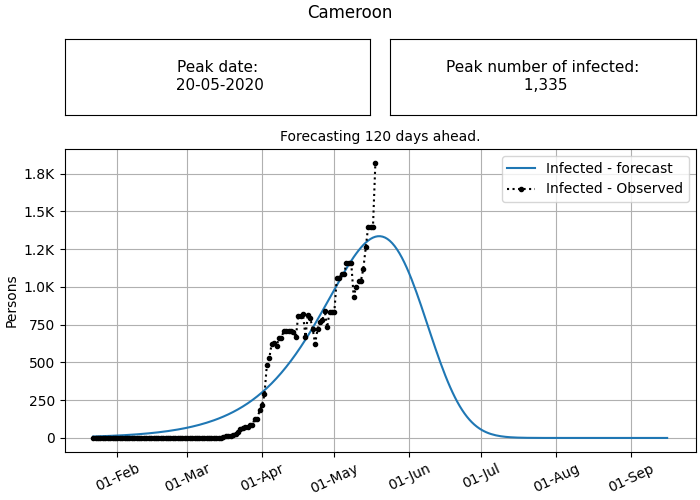 Cameroon
Peak date:
20-05-2020
Peak number of infected:
1,335
Forecasting 120 days ahead.
Infected - forecast
Infected - Observed
Persons
1.8K
1.5K
1.2K
1.0K
750
500
250
0
01-Feb
01-Mar
01-Apr
01-May
01-Jun
01-Jul
01-Aug
01-Sep